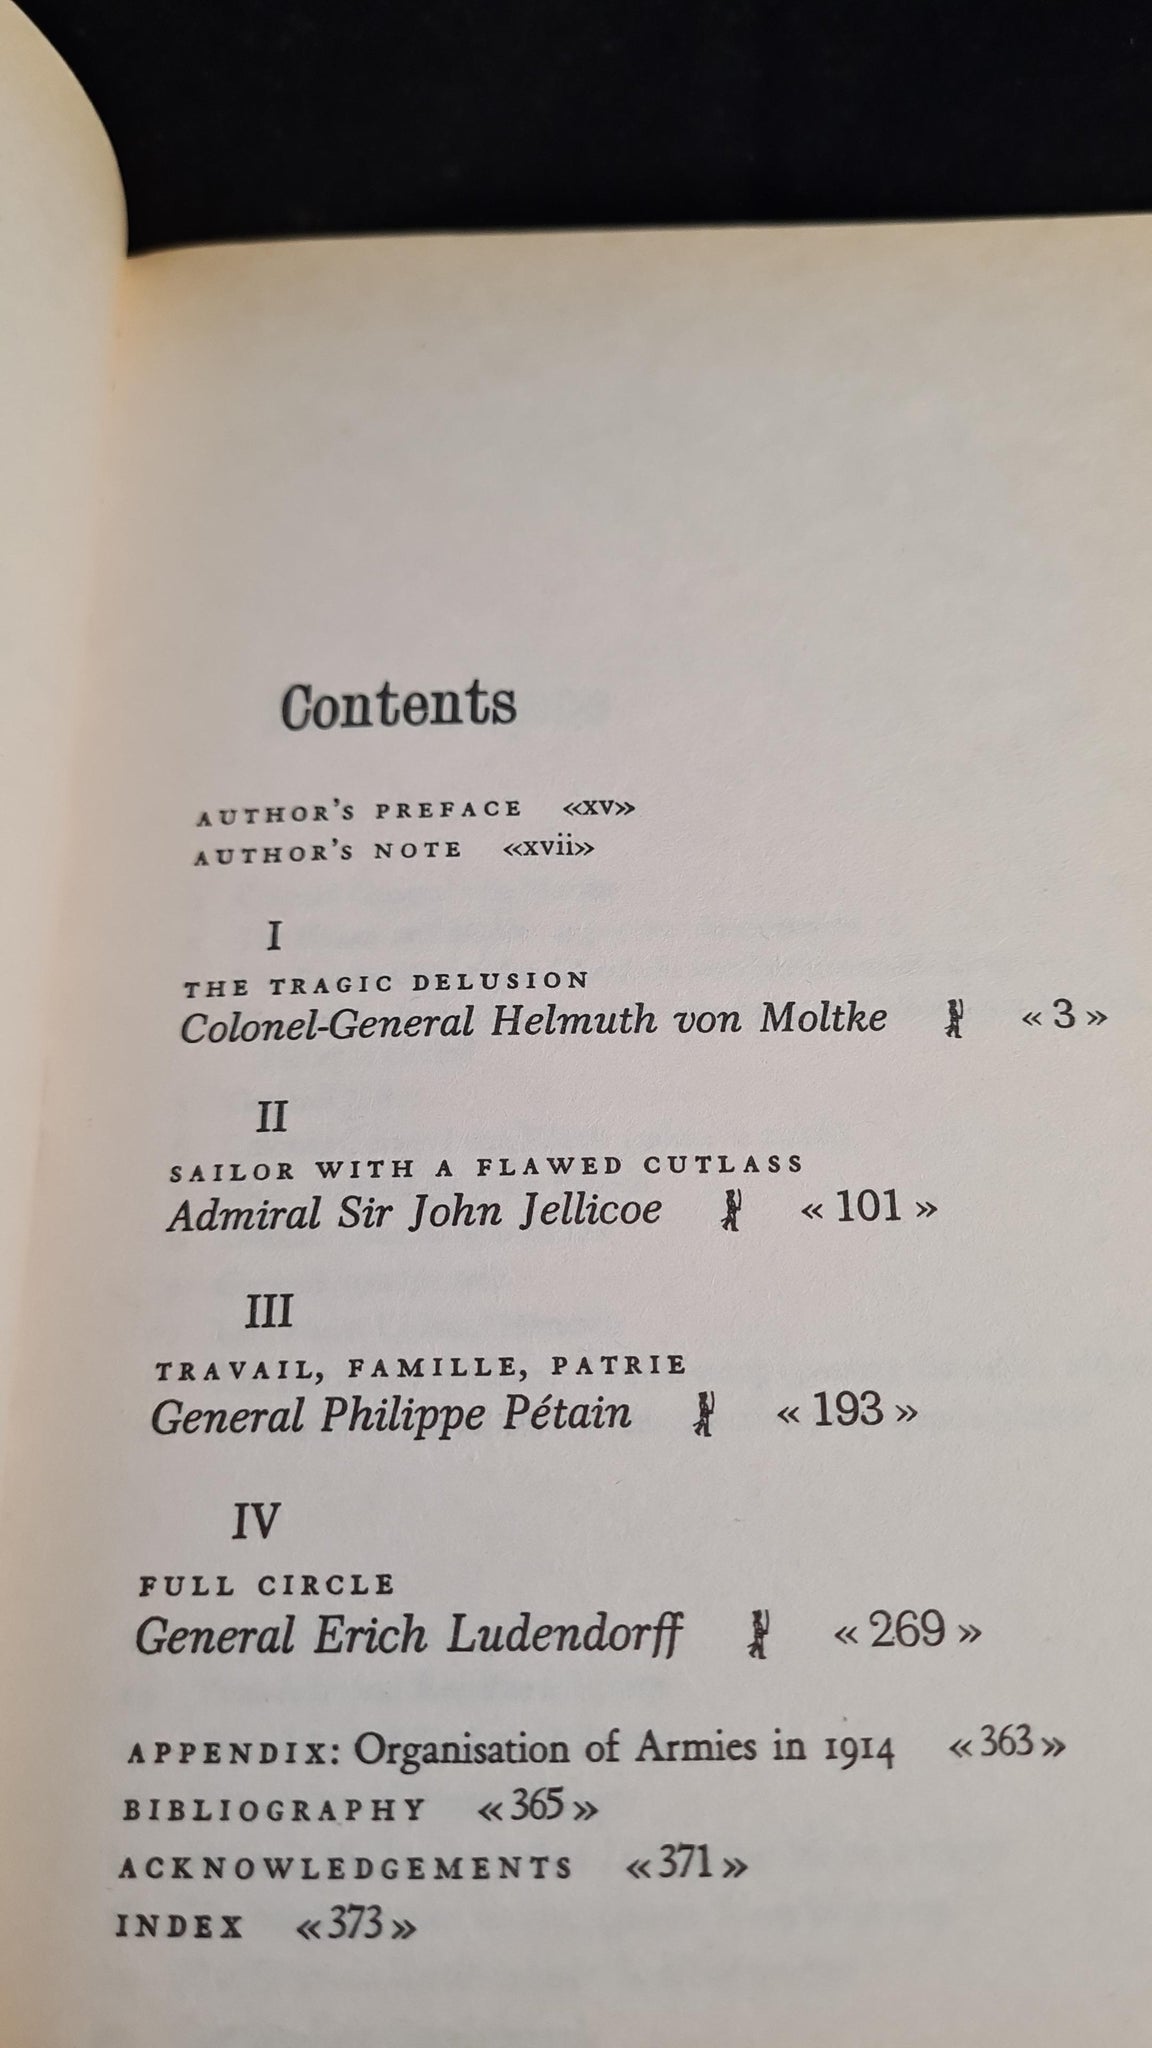 Contents
AUTHOR'S PREFACE «xv»
AUTHOR'S NOTE «xvii»
I
THE TRAGIC DELUSION
Colonel-General Helmuth von Moltke « 3 »
II
SAILOR WITH A FLAWED CUTLASS
Admiral Sir John Jellicoe « 101 »
III
TRAVAIL, FAMILLE, PATRIE
General Philippe Pétain « 193 »
IV
FULL CIRCLE
General Erich Ludendorff « 269 »
APPENDIX: Organisation of Armies in 1914 « 363 »
BIBLIOGRAPHY « 365 »
ACKNOWLEDGEMENTS « 371 »
INDEX « 373 »